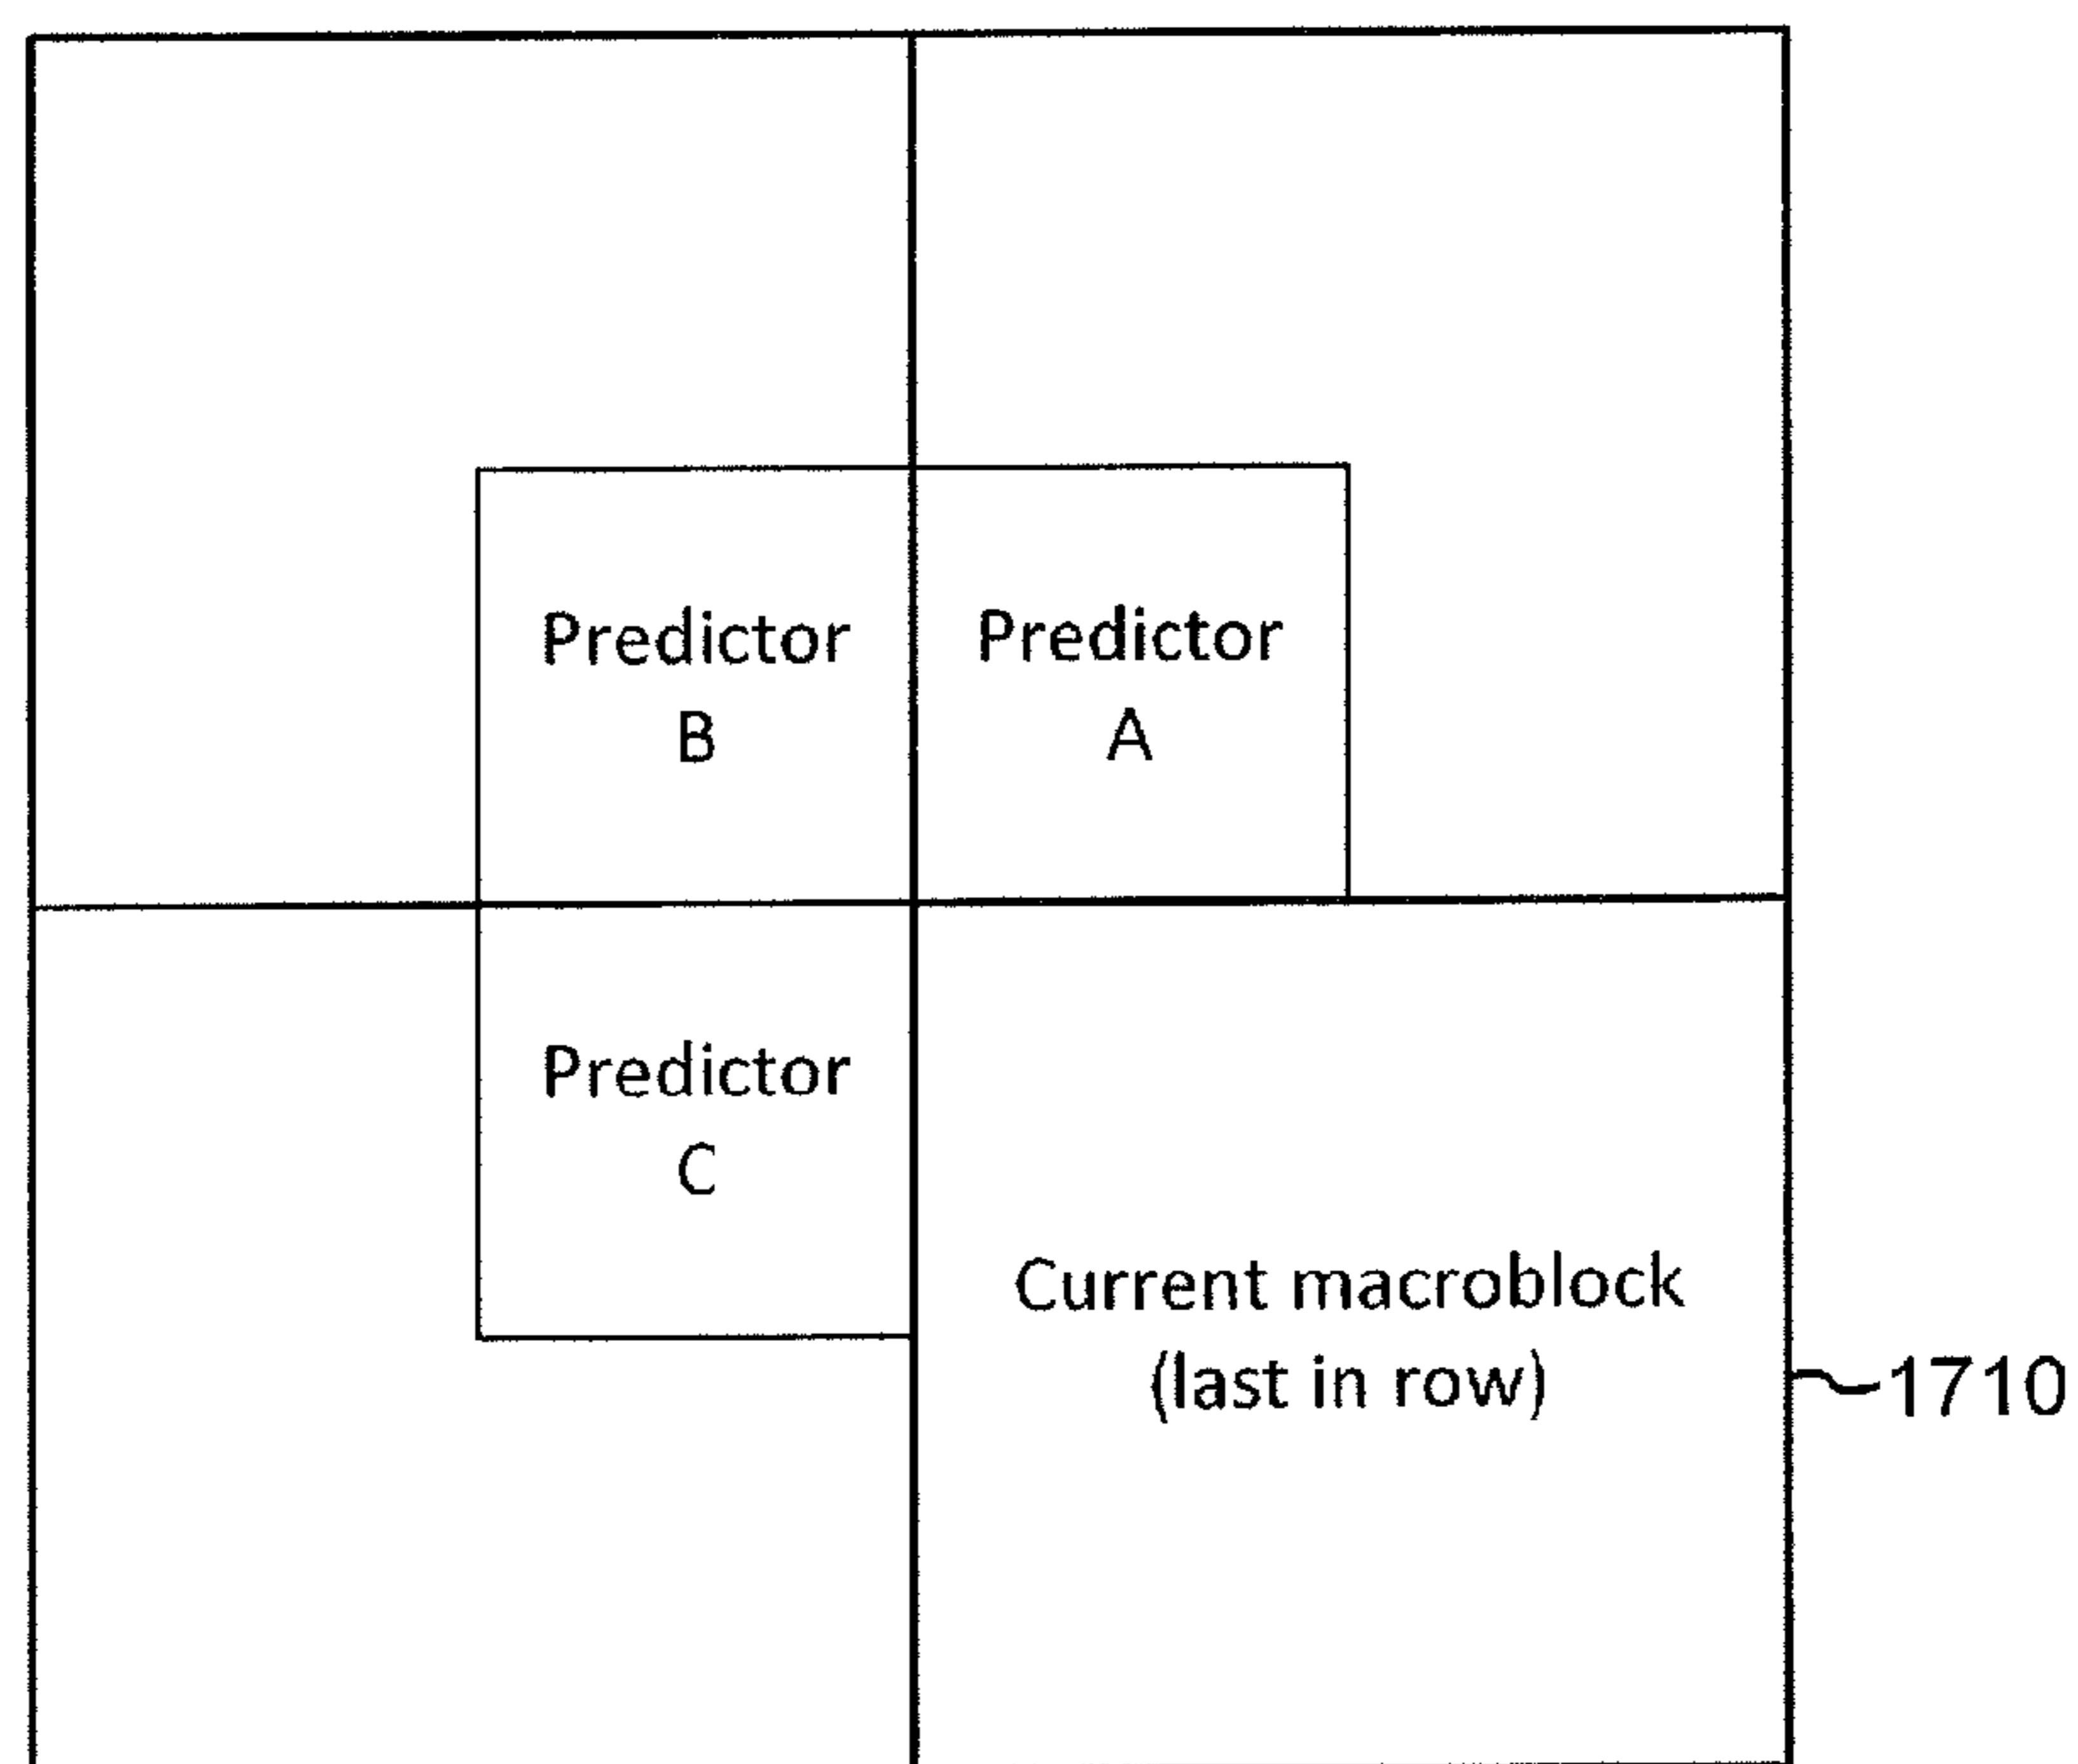 Predictor
B
Predictor
A
Predictor
C
Current macroblock
(last in row)
1710